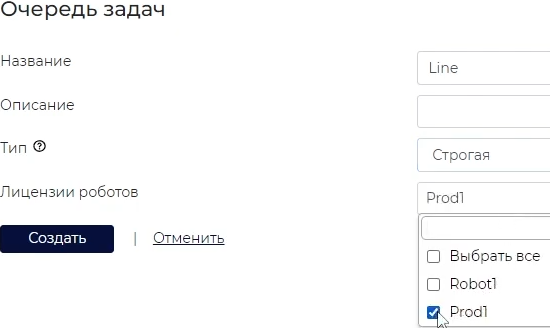 Очередь задач
Название
Line
Описание
Тип ?
Строгая
Лицензии роботов
Prod1
Создать | Отменить
Выбрать все
Robot1
Prod1